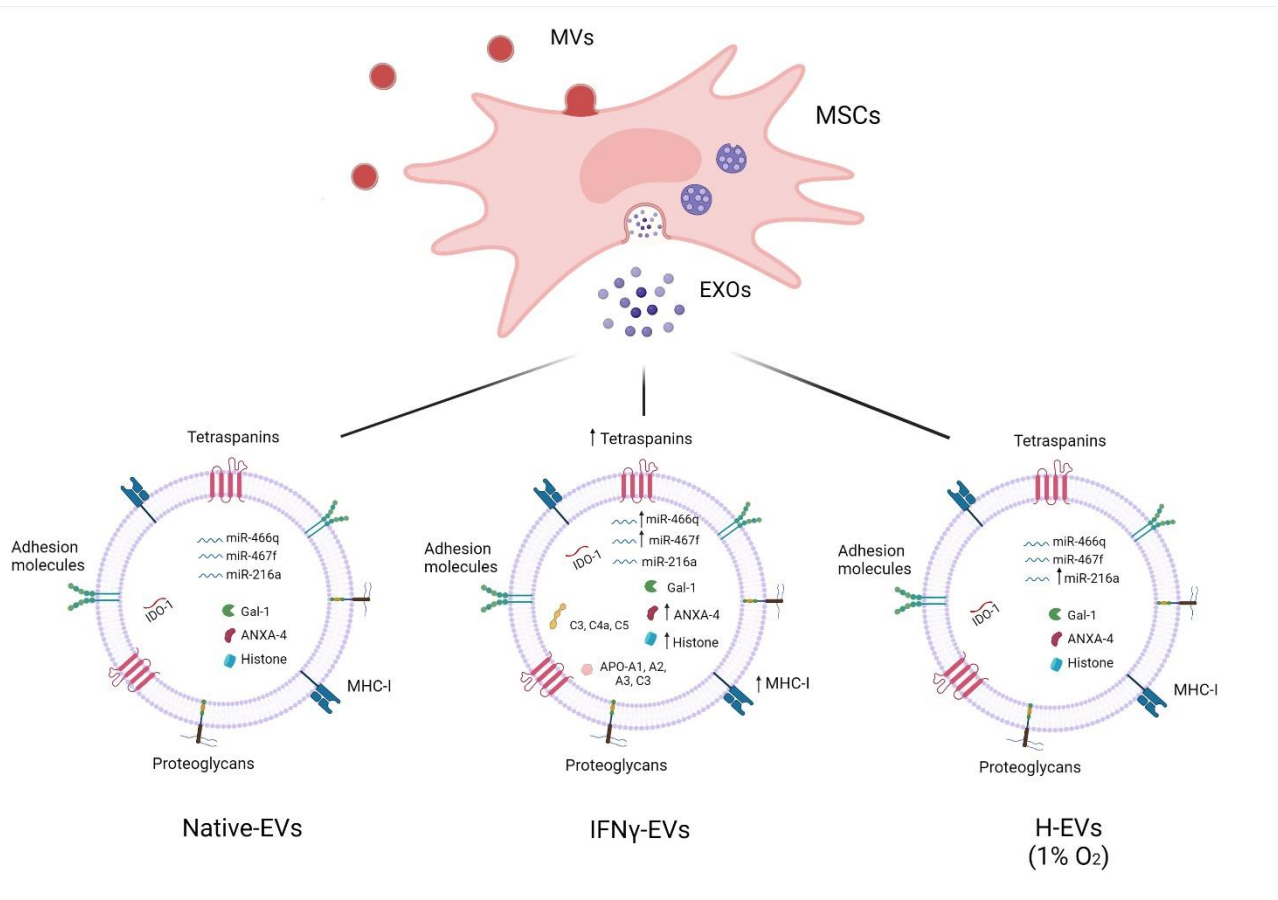 MVs
MSCs
EXOs
Tetraspanins
miR-466q
miR-467f
miR-216a
Adhesion
molecules
IDO-1
Gal-1
ANXA-4
Histone
MHC-I
Proteoglycans
Native-EVs
↑ Tetraspanins
↑ miR-466q
↑ miR-467f
miR-216a
Adhesion
molecules
IDO-1
Gal-1
↑ ANXA-4
C3, C4a, C5
↑ Histone
APO-A1, A2,
A3, C3
↑ MHC-I
Proteoglycans
IFNγ-EVs
Tetraspanins
miR-466q
miR-467f
↑ miR-216a
Adhesion
molecules
IDO-1
Gal-1
ANXA-4
Histone
MHC-I
Proteoglycans
H-EVs
(1% O₂)